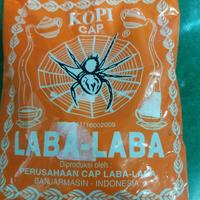 KOPI
CAP
LABA-LABA
Diproduksi oleh :
PERUSAHAAN CAP LABA-LABA
BANJARMASIN - INDONESIA